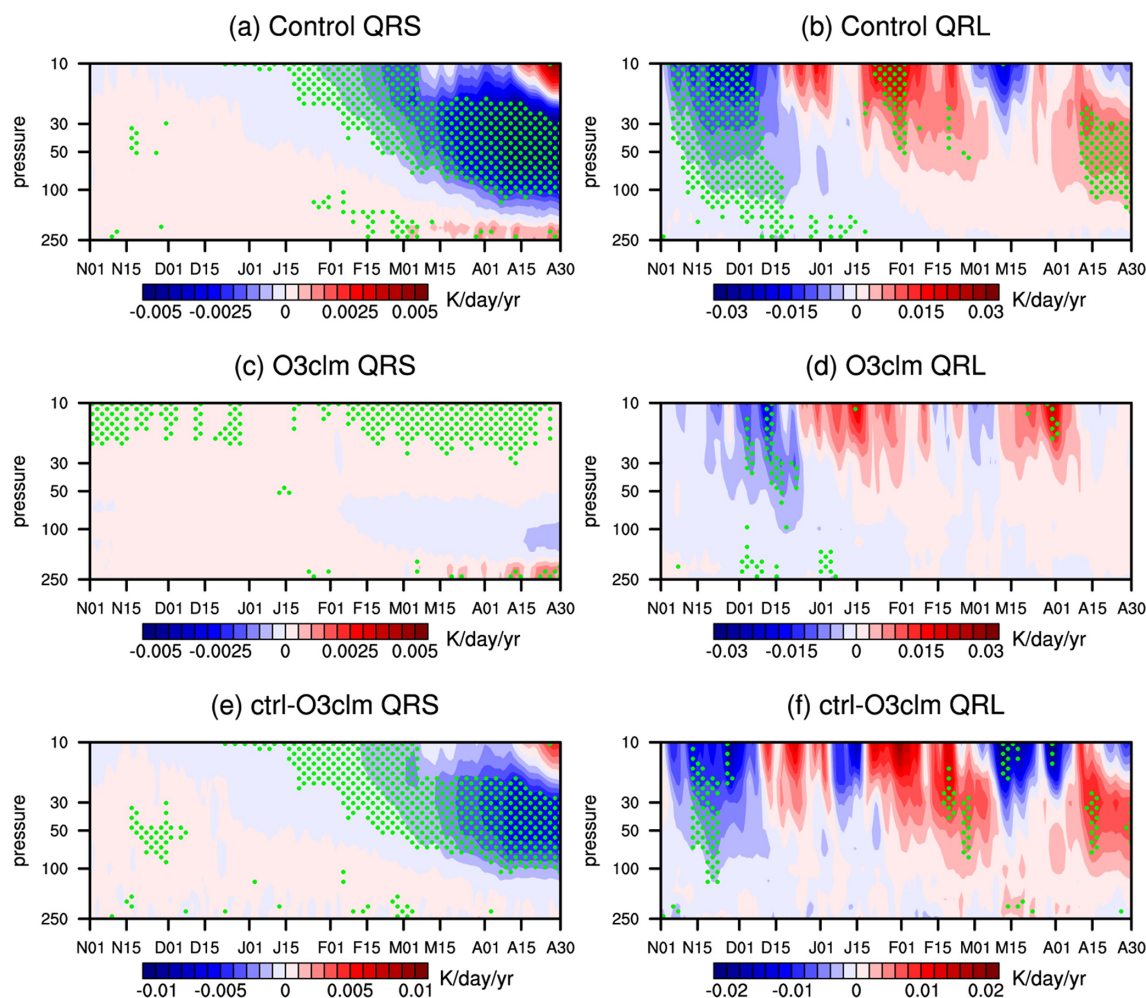 (a) Control QRS
(b) Control QRL
10
30
50
100
250
pressure
N01 N15 D01 D15 J01 J15 F01 F15 M01 M15 A01 A15 A30
-0.005 -0.0025 0 0.0025 0.005 K/day/yr
10
30
50
100
250
pressure
N01 N15 D01 D15 J01 J15 F01 F15 M01 M15 A01 A15 A30
-0.03 -0.015 0 0.015 0.03 K/day/yr
(c) O3clm QRS
(d) O3clm QRL
10
30
50
100
250
pressure
N01 N15 D01 D15 J01 J15 F01 F15 M01 M15 A01 A15 A30
-0.005 -0.0025 0 0.0025 0.005 K/day/yr
10
30
50
100
250
pressure
N01 N15 D01 D15 J01 J15 F01 F15 M01 M15 A01 A15 A30
-0.03 -0.015 0 0.015 0.03 K/day/yr
(e) ctrl-O3clm QRS
(f) ctrl-O3clm QRL
10
30
50
100
250
pressure
N01 N15 D01 D15 J01 J15 F01 F15 M01 M15 A01 A15 A30
-0.01 -0.005 0 0.005 0.01 K/day/yr
10
30
50
100
250
pressure
N01 N15 D01 D15 J01 J15 F01 F15 M01 M15 A01 A15 A30
-0.02 -0.01 0 0.01 0.02 K/day/yr